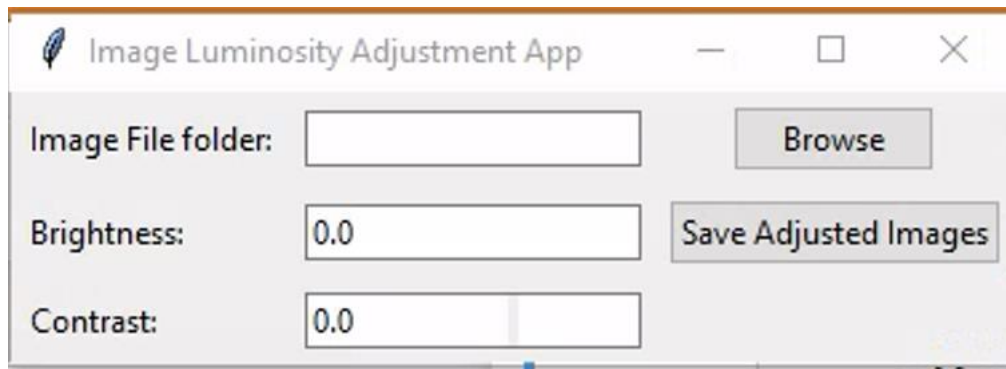 Image Luminosity Adjustment App
Image File folder: Browse
Brightness: 0.0 Save Adjusted Images
Contrast: 0.0